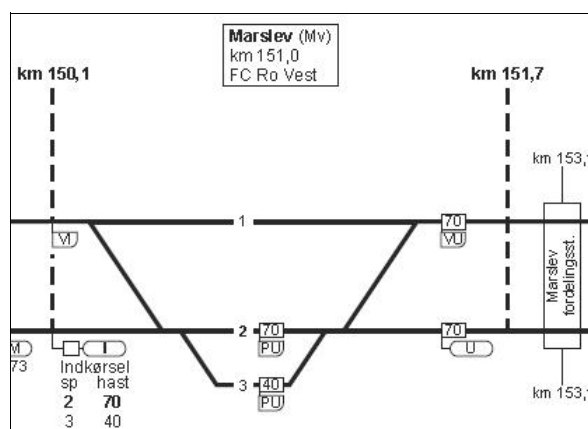 Marslev (Mv)
km 151,0
FC Ro Vest
km 150,1
km 151,7
km 153,
1
70
VI
VU
Marslev
fordelingsst.
2
70
70
M
I
PU
U
73
Indkørsel
sp hast
2 70
3 40
3
40
PU
km 153,